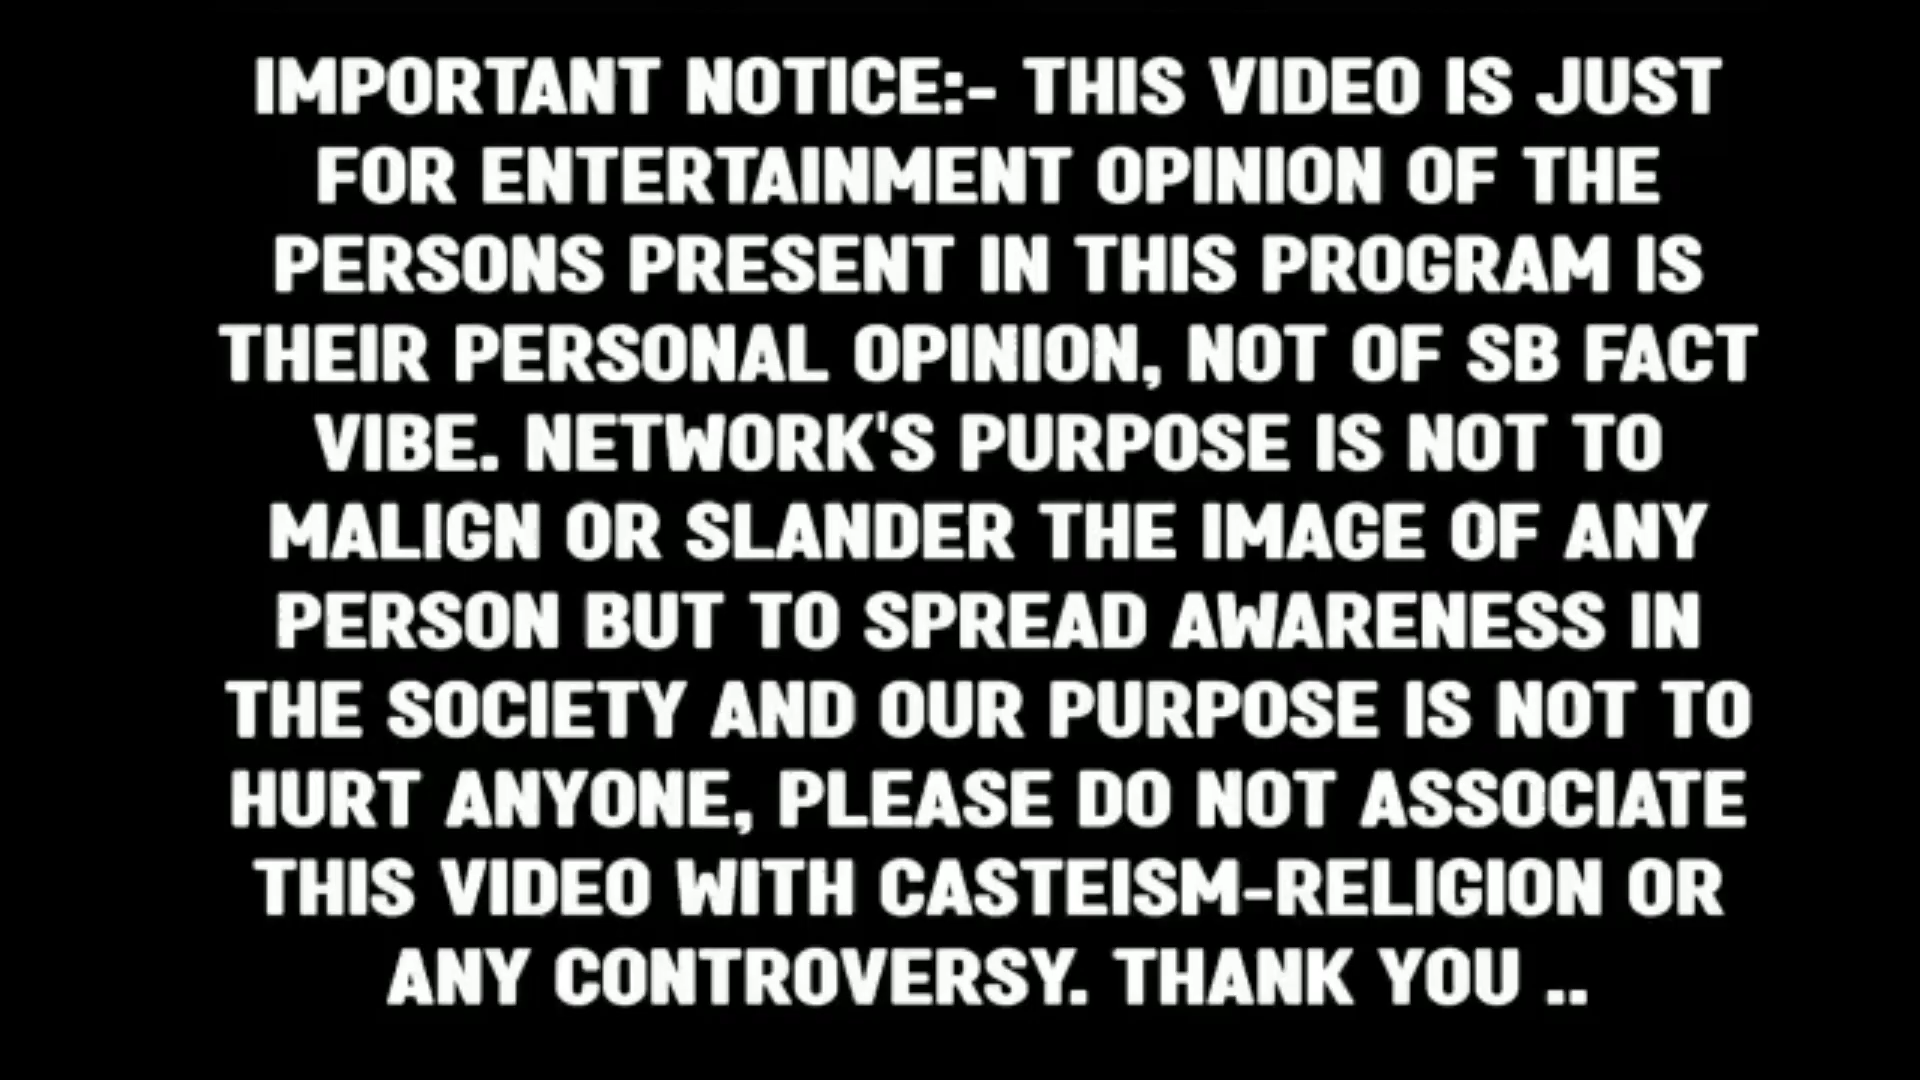 IMPORTANT NOTICE:- THIS VIDEO IS JUST
FOR ENTERTAINMENT OPINION OF THE
PERSONS PRESENT IN THIS PROGRAM IS
THEIR PERSONAL OPINION, NOT OF SB FACT
VIBE. NETWORK'S PURPOSE IS NOT TO
MALIGN OR SLANDER THE IMAGE OF ANY
PERSON BUT TO SPREAD AWARENESS IN
THE SOCIETY AND OUR PURPOSE IS NOT TO
HURT ANYONE, PLEASE DO NOT ASSOCIATE
THIS VIDEO WITH CASTEISM-RELIGION OR
ANY CONTROVERSY. THANK YOU ..